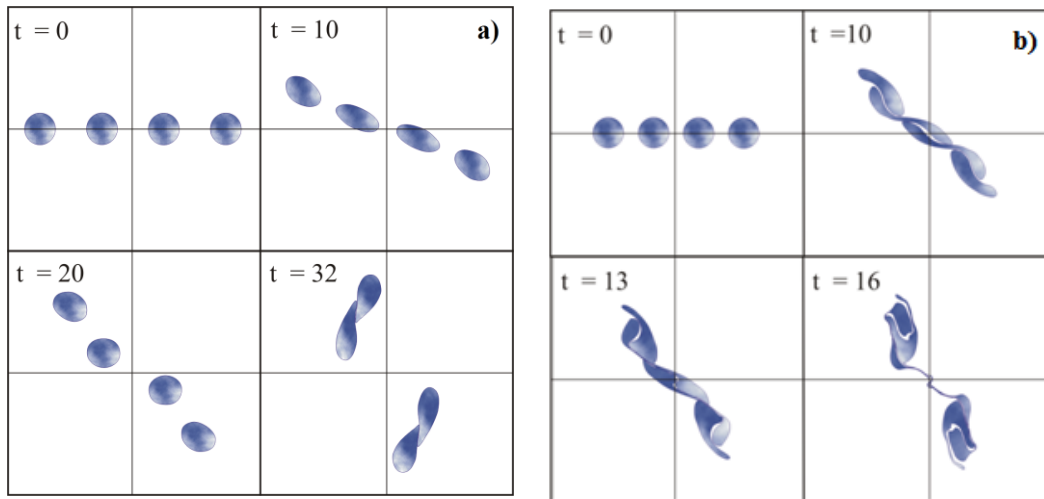 t = 0
t = 10
a)
t = 20
t = 32
t = 0
t =10
b)
t = 13
t = 16